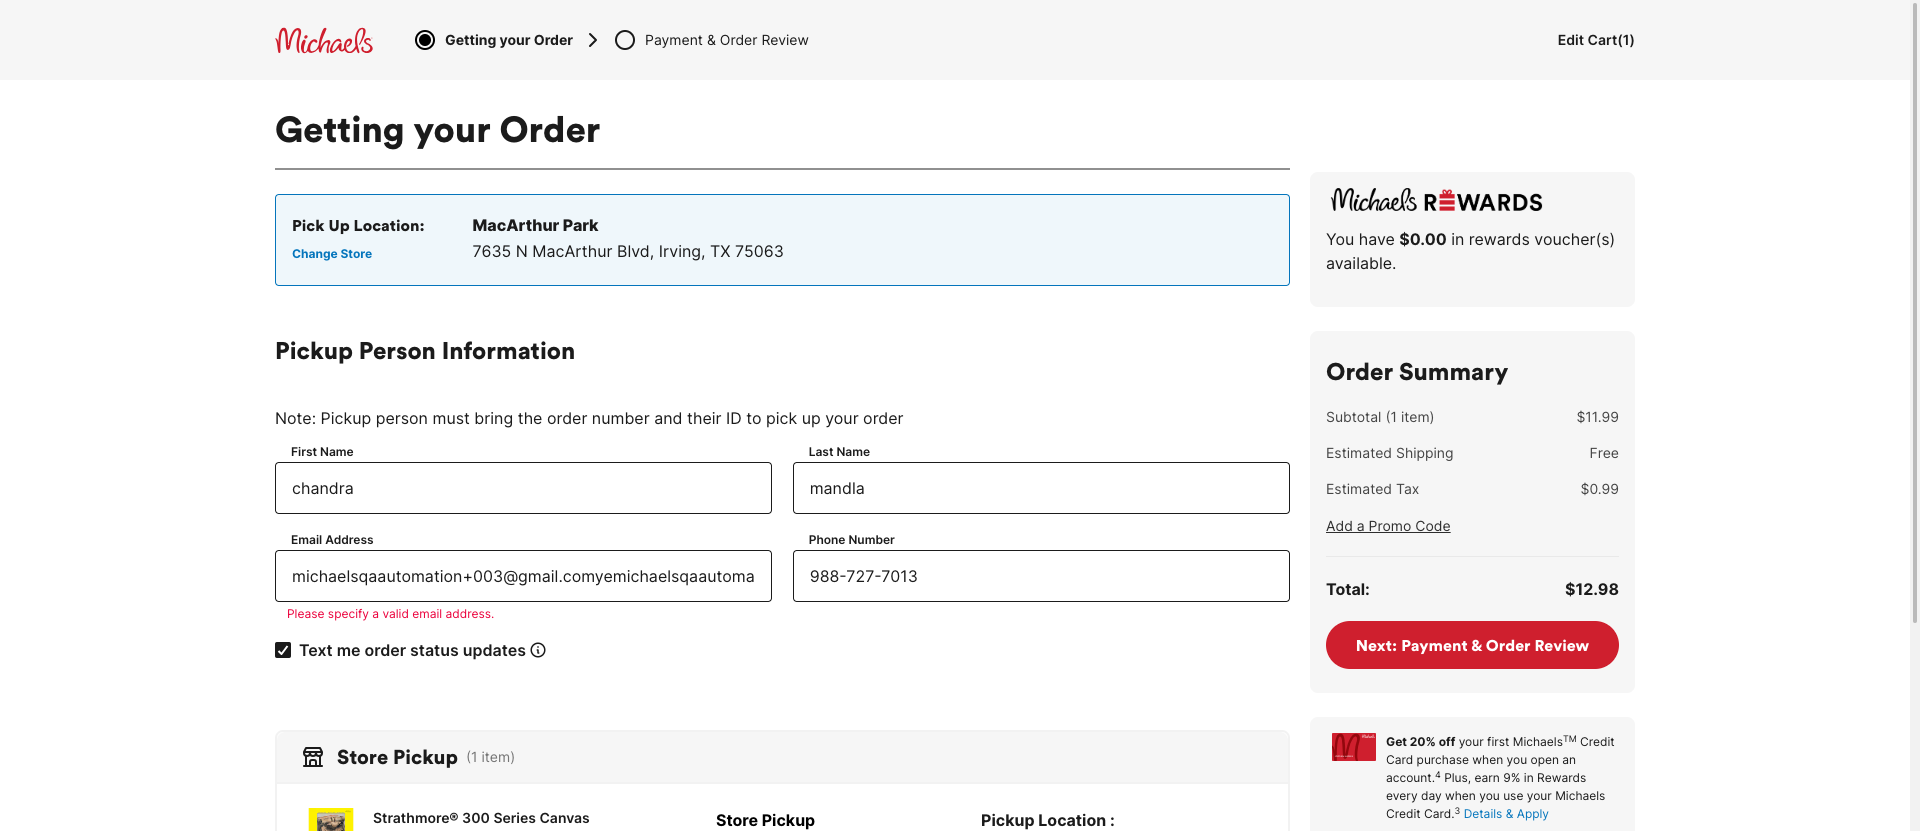 Michaels
Getting your Order
Payment & Order Review
Edit Cart(1)
Getting your Order
Pick Up Location:
Change Store
MacArthur Park
7635 N MacArthur Blvd, Irving, TX 75063
Michaels REWARDS
You have $0.00 in rewards voucher(s)
available.
Pickup Person Information
Note: Pickup person must bring the order number and their ID to pick up your order
First Name
chandra
Last Name
mandla
Email Address
michaelsqaautomation+003@gmail.comyemichaelsqaautoma
Please specify a valid email address.
Phone Number
988-727-7013
Text me order status updates
Order Summary
Subtotal (1 item) $11.99
Estimated Shipping Free
Estimated Tax $0.99
Add a Promo Code
Total: $12.98
Next: Payment & Order Review
Store Pickup (1 item)
Strathmore® 300 Series Canvas
Store Pickup
Pickup Location :
Get 20% off your first Michaels™ Credit
Card purchase when you open an
account.⁴ Plus, earn 9% in Rewards
every day when you use your Michaels
Credit Card.³ Details & Apply